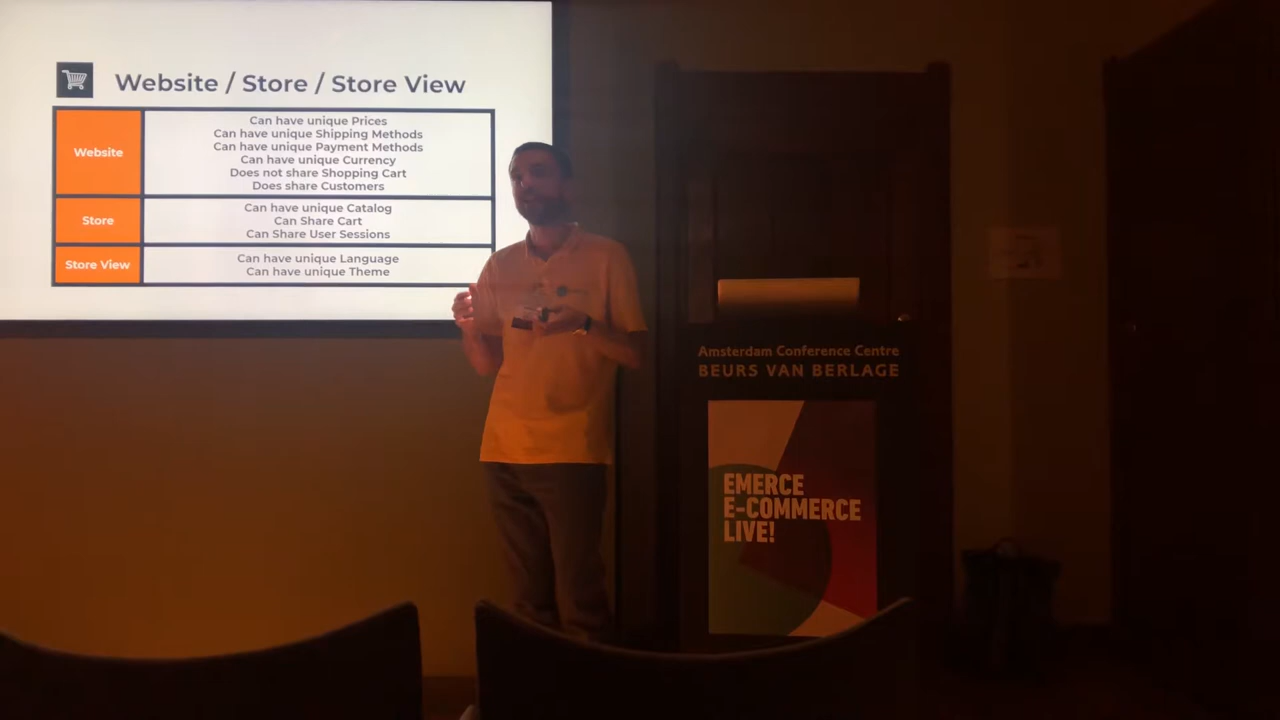 Website / Store / Store View
Website
Can have unique Prices
Can have unique Shipping Methods
Can have unique Payment Methods
Can have unique Currency
Does not share Shopping Cart
Does share Customers
Store
Can have unique Catalog
Can Share Cart
Can Share User Sessions
Store View
Can have unique Language
Can have unique Theme
Amsterdam Conference Centre
BEURS VAN BERLAGE
EMERCE
E-COMMERCE
LIVE!